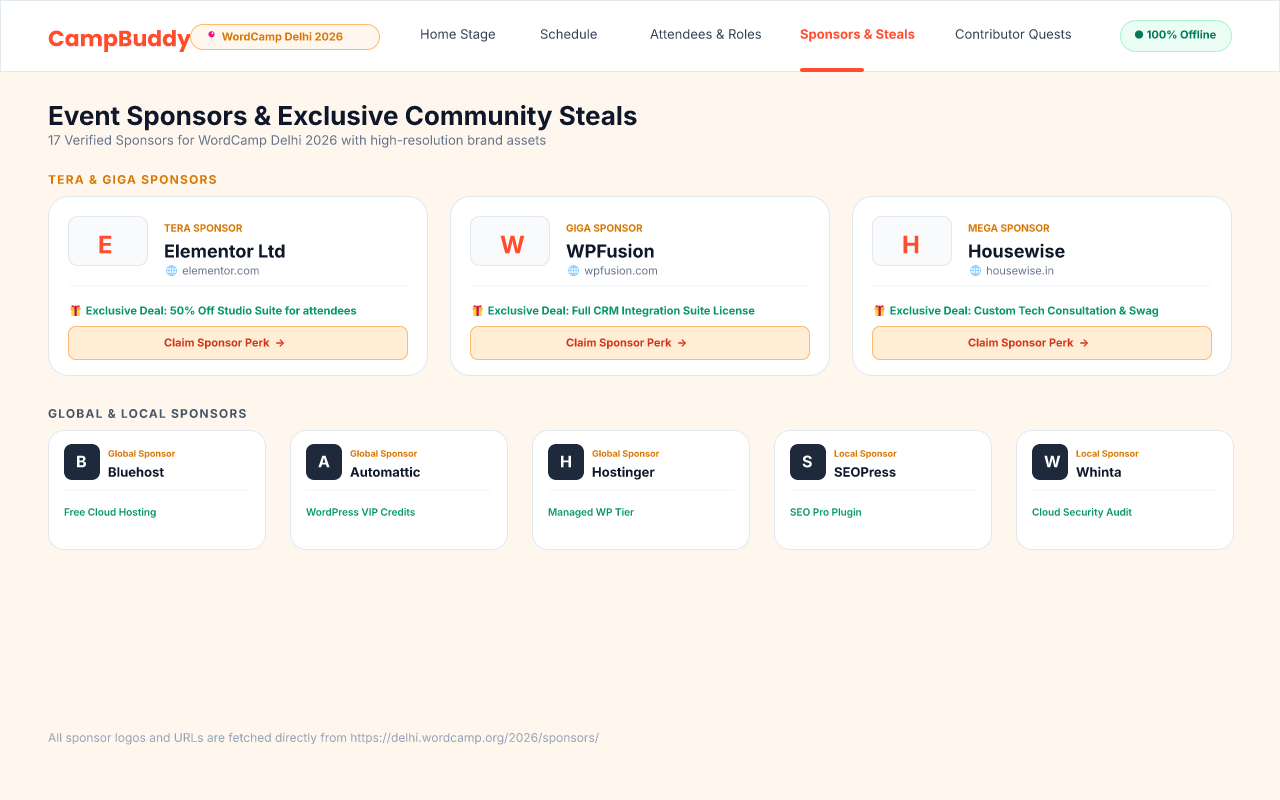 CampBuddy
📍 WordCamp Delhi 2026
Home Stage
Schedule
Attendees & Roles
Sponsors & Steals
Contributor Quests
● 100% Offline
Event Sponsors & Exclusive Community Steals
17 Verified Sponsors for WordCamp Delhi 2026 with high-resolution brand assets
TERA & GIGA SPONSORS
E
TERA SPONSOR
Elementor Ltd
🌐 elementor.com
🎁 Exclusive Deal: 50% Off Studio Suite for attendees
Claim Sponsor Perk →
W
GIGA SPONSOR
WPFusion
🌐 wpfusion.com
🎁 Exclusive Deal: Full CRM Integration Suite License
Claim Sponsor Perk →
H
MEGA SPONSOR
Housewise
🌐 housewise.in
🎁 Exclusive Deal: Custom Tech Consultation & Swag
Claim Sponsor Perk →
GLOBAL & LOCAL SPONSORS
B
Global Sponsor
Bluehost
Free Cloud Hosting
A
Global Sponsor
Automattic
WordPress VIP Credits
H
Global Sponsor
Hostinger
Managed WP Tier
S
Local Sponsor
SEOPress
SEO Pro Plugin
W
Local Sponsor
Whinta
Cloud Security Audit
All sponsor logos and URLs are fetched directly from https://delhi.wordcamp.org/2026/sponsors/